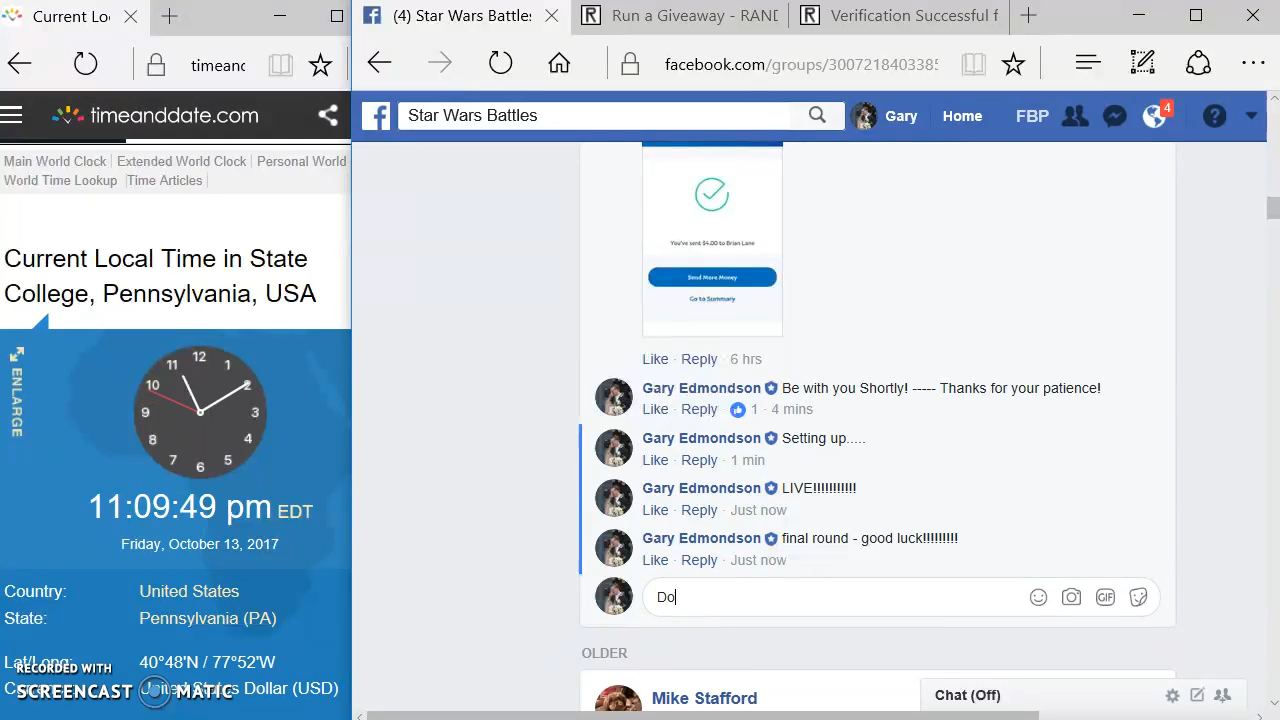 Current Lo
(4) Star Wars Battles
Run a Giveaway - RAND
Verification Successful f
timeanc
facebook.com/groups/3007218403385
timeanddate.com
Star Wars Battles
Gary
Home
FBP
4
Main World Clock
Extended World Clock
Personal World
World Time Lookup
Time Articles
Current Local Time in State
College, Pennsylvania, USA
ENLARGE
12
1
2
3
4
5
6
7
8
9
10
11
11:09:49 pm EDT
Friday, October 13, 2017
Country: United States
State: Pennsylvania (PA)
Lat/Long: 40°48'N / 77°52'W
United States Dollar (USD)
RECORDED WITH
SCREENCAST MATIC
You've sent $4.00 to Brian Lane
Send More Money
Go to Summary
Like · Reply · 6 hrs
Gary Edmondson Be with you Shortly! ----- Thanks for your patience!
Like · Reply · 1 · 4 mins
Gary Edmondson Setting up.....
Like · Reply · 1 min
Gary Edmondson LIVE!!!!!!!!!!!
Like · Reply · Just now
Gary Edmondson final round - good luck!!!!!!!!!
Like · Reply · Just now
Do
GIF
OLDER
Mike Stafford
Chat (Off)